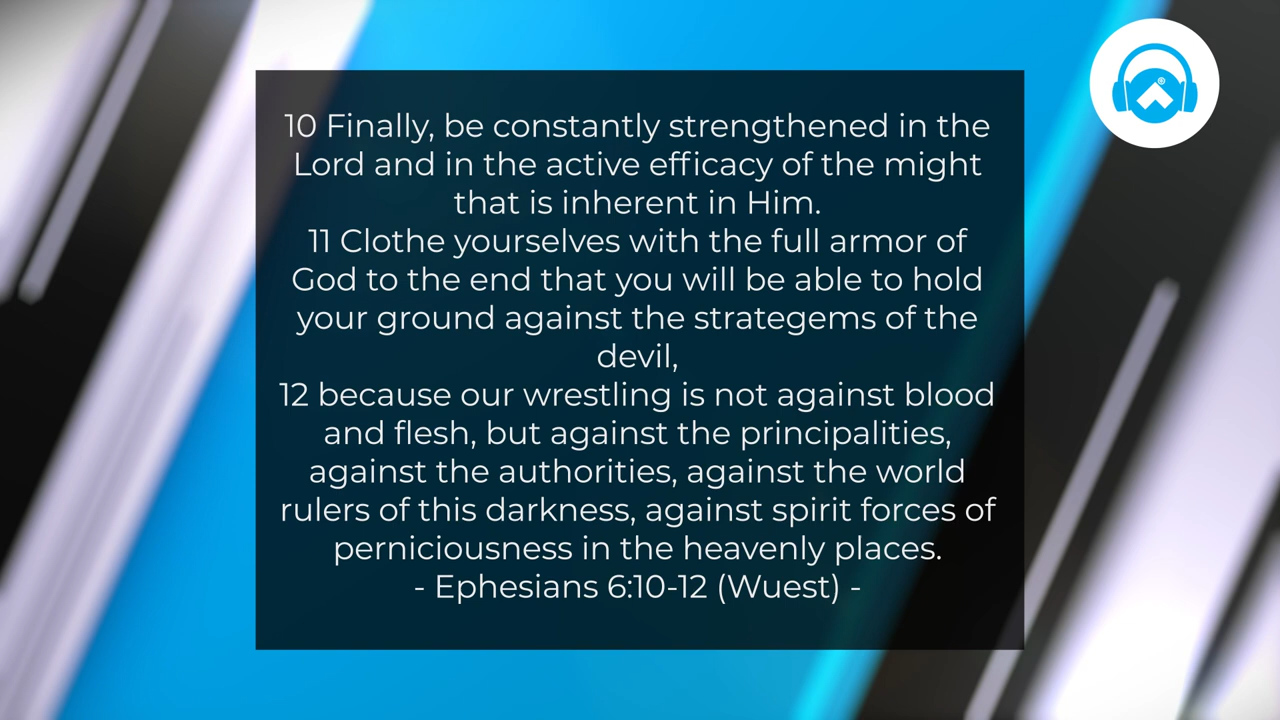 10 Finally, be constantly strengthened in the
Lord and in the active efficacy of the might
that is inherent in Him.
11 Clothe yourselves with the full armor of
God to the end that you will be able to hold
your ground against the strategems of the
devil,
12 because our wrestling is not against blood
and flesh, but against the principalities,
against the authorities, against the world
rulers of this darkness, against spirit forces of
perniciousness in the heavenly places.
- Ephesians 6:10-12 (Wuest) -